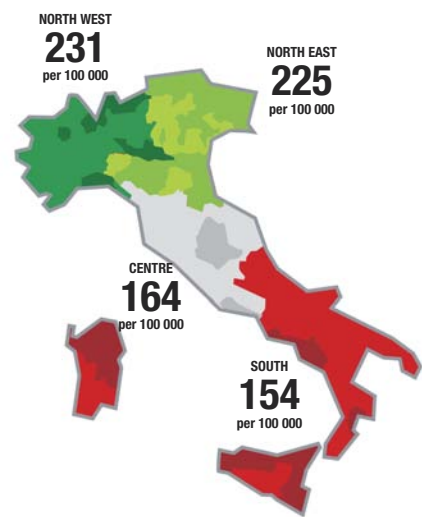 NORTH WEST
231
per 100 000
NORTH EAST
225
per 100 000
CENTRE
164
per 100 000
SOUTH
154
per 100 000